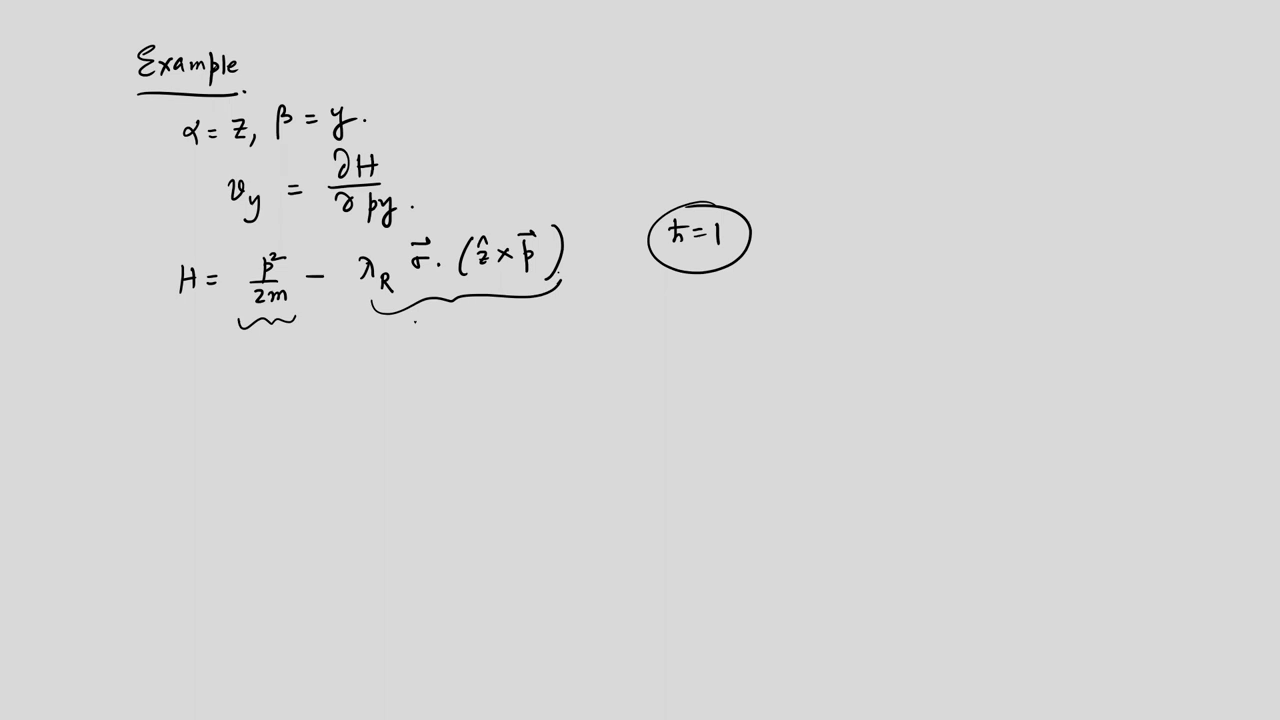 Example.
α = z, β = y.
v_y = ∂H / ∂p_y.
H = p² / 2m − λ_R σ⃗ · (ẑ × p⃗)
ħ = 1